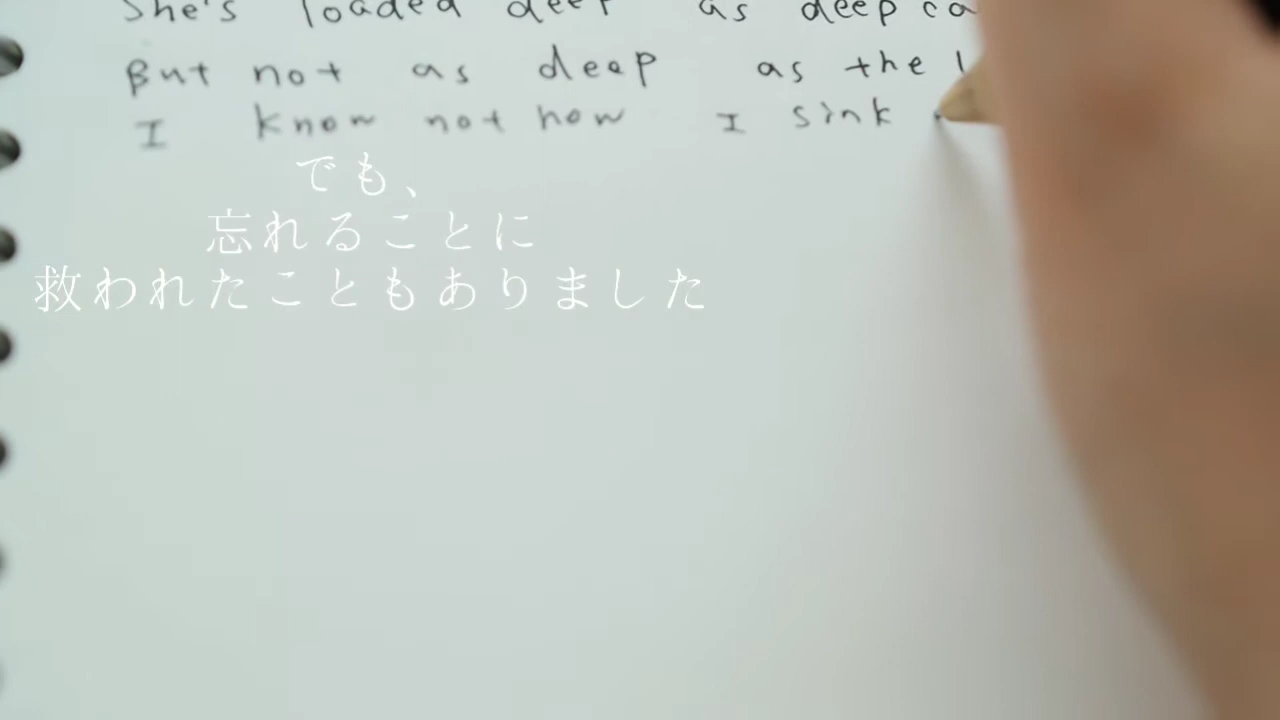 She's loaded deep as deep ca
But not as deep as the l
I know not how I sink
でも、
忘れることに
救われたこともありました